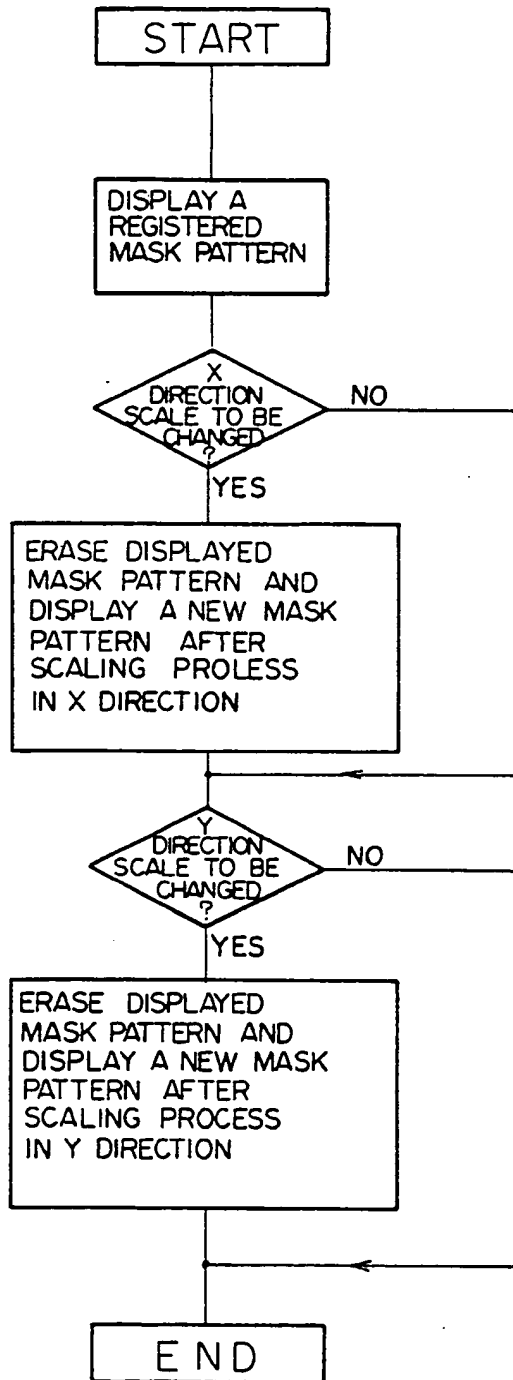 START
DISPLAY A
REGISTERED
MASK PATTERN
X
DIRECTION
SCALE TO BE
CHANGED
?
NO
YES
ERASE DISPLAYED
MASK PATTERN AND
DISPLAY A NEW MASK
PATTERN AFTER
SCALING PROLESS
IN X DIRECTION
Y
DIRECTION
SCALE TO BE
CHANGED
?
NO
YES
ERASE DISPLAYED
MASK PATTERN AND
DISPLAY A NEW MASK
PATTERN AFTER
SCALING PROCESS
IN Y DIRECTION
END